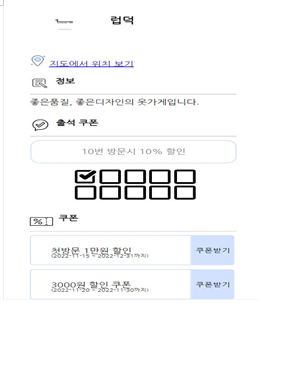 럽덕
지도에서 위치 보기
정보
좋은품질, 좋은디자인의 옷가게입니다.
출석 쿠폰
10번 방문시 10% 할인
쿠폰
첫방문 1만원 할인
(2022-11-15 ~ 2022-12-31까지)
쿠폰받기
3000원 할인 쿠폰
(2022-11-20 ~ 2022-11-30까지)
쿠폰받기